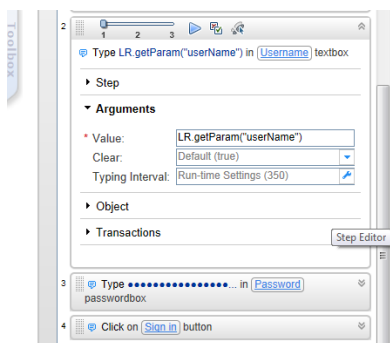 Toolbox
2
1 2 3
Type LR.getParam("userName") in Username textbox
Step
Arguments
* Value: LR.getParam("userName")
Clear: Default (true)
Typing Interval: Run-time Settings (350)
Object
Transactions
Step Editor
3 Type ●●●●●●●●●●●●●●●●... in Password
passwordbox
4 Click on Sign in button